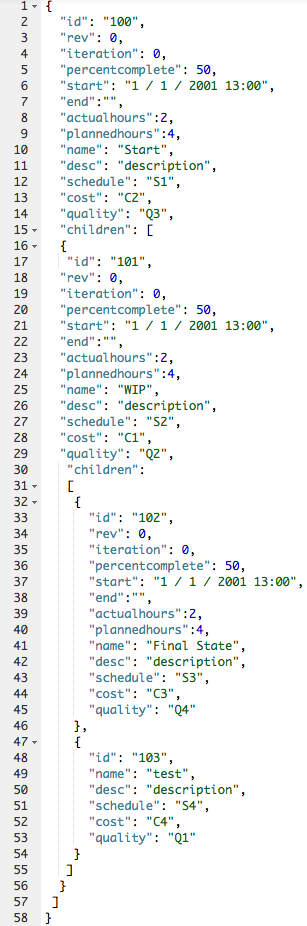 1 {
2 "id": "100",
3 "rev": 0,
4 "iteration": 0,
5 "percentcomplete": 50,
6 "start": "1 / 1 / 2001 13:00",
7 "end":"",
8 "actualhours":2,
9 "plannedhours":4,
10 "name": "Start",
11 "desc": "description",
12 "schedule": "S1",
13 "cost": "C2",
14 "quality": "Q3",
15 "children": [
16 {
17 "id": "101",
18 "rev": 0,
19 "iteration": 0,
20 "percentcomplete": 50,
21 "start": "1 / 1 / 2001 13:00",
22 "end":"",
23 "actualhours":2,
24 "plannedhours":4,
25 "name": "WIP",
26 "desc": "description",
27 "schedule": "S2",
28 "cost": "C1",
29 "quality": "Q2",
30 "children":
31 [
32 {
33 "id": "102",
34 "rev": 0,
35 "iteration": 0,
36 "percentcomplete": 50,
37 "start": "1 / 1 / 2001 13:00",
38 "end":"",
39 "actualhours":2,
40 "plannedhours":4,
41 "name": "Final State",
42 "desc": "description",
43 "schedule": "S3",
44 "cost": "C3",
45 "quality": "Q4"
46 },
47 {
48 "id": "103",
49 "name": "test",
50 "desc": "description",
51 "schedule": "S4",
52 "cost": "C4",
53 "quality": "Q1"
54 }
55 ]
56 }
57 ]
58 }